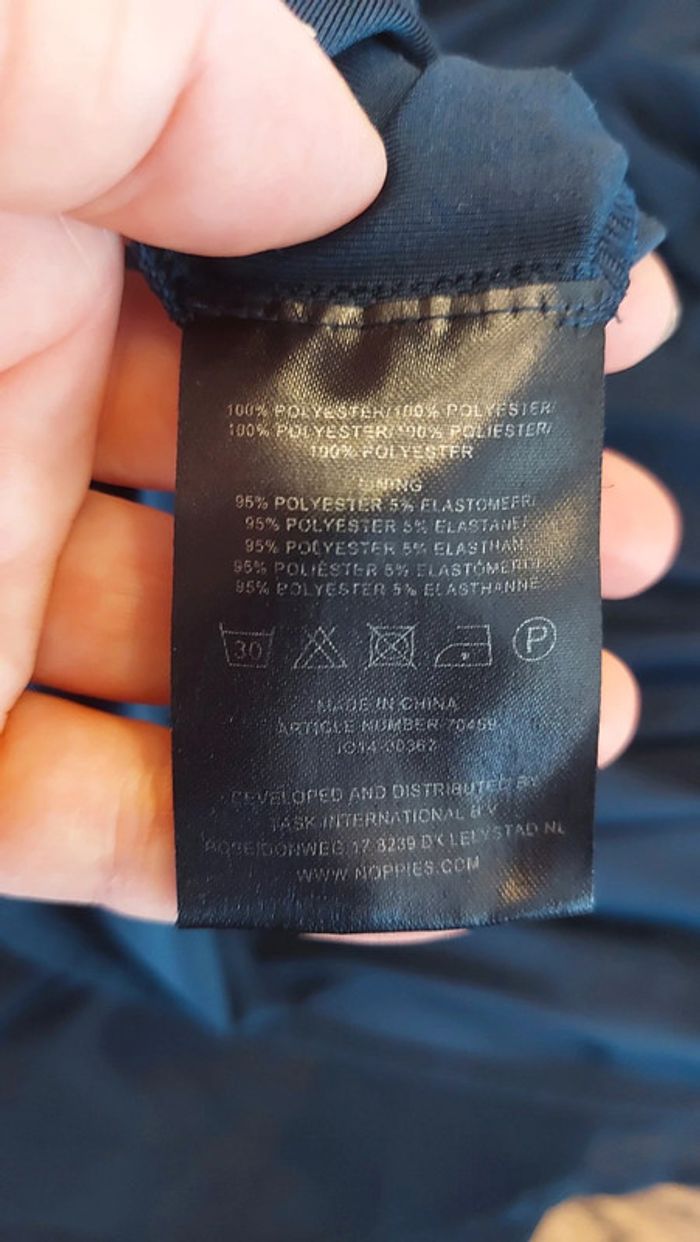 100% POLYESTER/100% POLYESTER/
100% POLYESTER/100% POLIESTER/
100% POLYESTER
LINING
95% POLYESTER 5% ELASTOMEER/
95% POLYESTER 5% ELASTANE/
95% POLYESTER 5% ELASTHAN
95% POLIÉSTER 5% ELASTÓMERO/
95% POLYESTER 5% ELASTHANNE
30
P
MADE IN CHINA
ARTICLE NUMBER 70459
DEVELOPED AND DISTRIBUTED BY
TASK INTERNATIONAL B.V.
POSEIDONWEG 17 8239 DK LELYSTAD NL
WWW.NOPPIES.COM